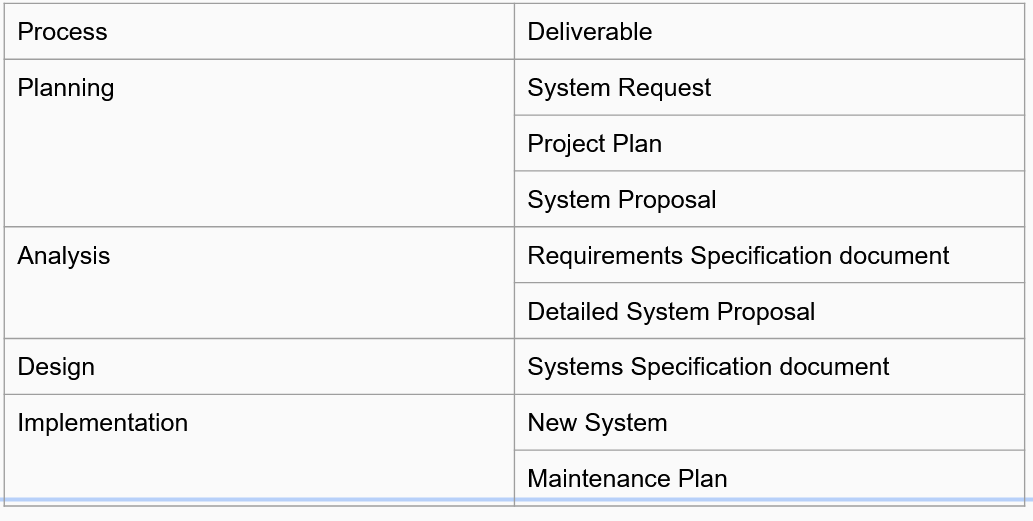 Process
Deliverable
Planning
System Request
Project Plan
System Proposal
Analysis
Requirements Specification document
Detailed System Proposal
Design
Systems Specification document
Implementation
New System
Maintenance Plan